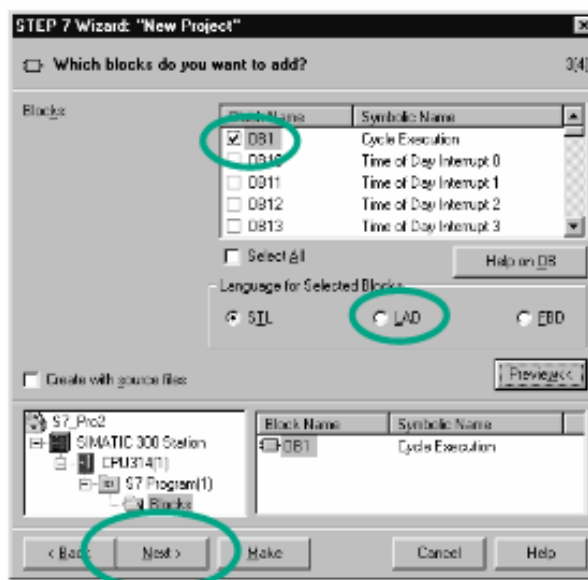 STEP 7 Wizard: "New Project"
Which blocks do you want to add?
3(4)
Blocks:
Block Name Symbolic Name
OB1 Cycle Execution
OB10 Time of Day Interrupt 0
OB11 Time of Day Interrupt 1
OB12 Time of Day Interrupt 2
OB13 Time of Day Interrupt 3
Select All
Help on OB
Language for Selected Blocks
STL LAD FBD
Create with source files
Preview<<
S7_Pro2
SIMATIC 300 Station
CPU314(1)
S7 Program(1)
Blocks
Block Name Symbolic Name
OB1 Cycle Execution
< Back Next > Make Cancel Help